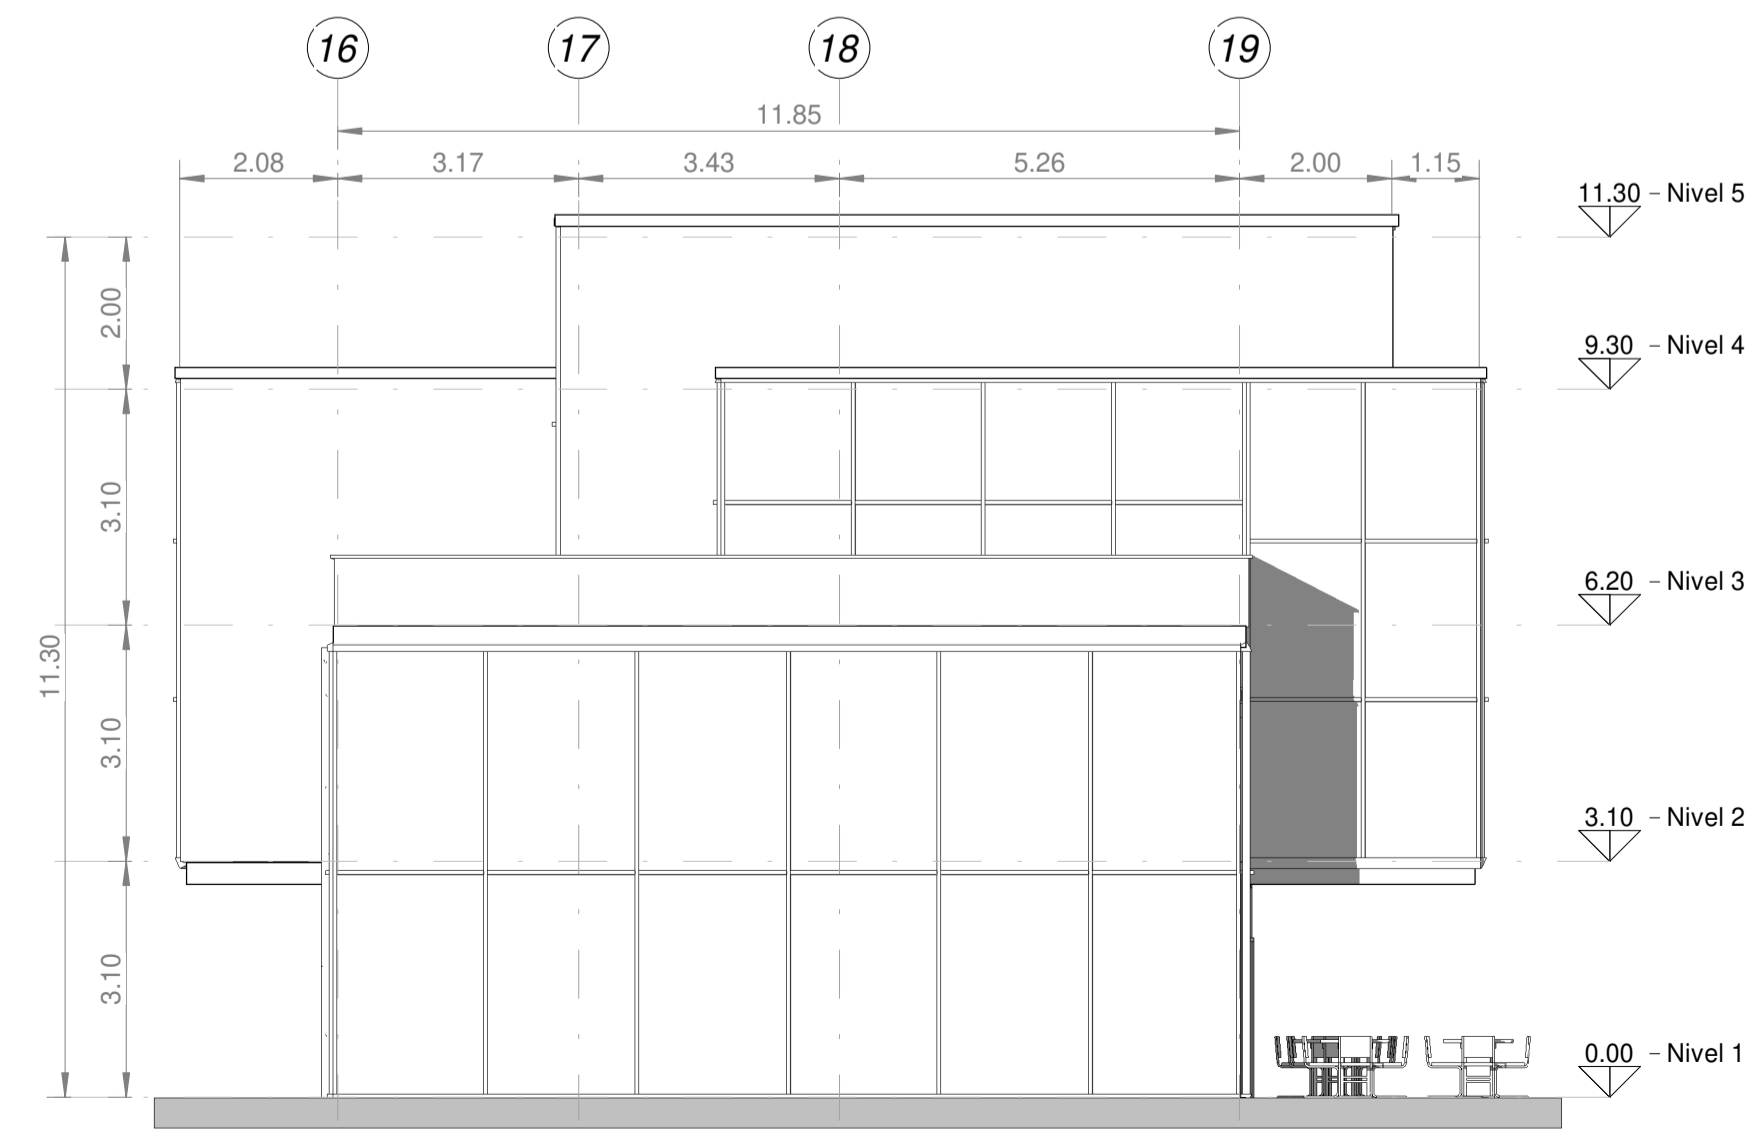 16 17 18 19
11.85
2.08 3.17 3.43 5.26 2.00 1.15
11.30 – Nivel 5
2.00
9.30 – Nivel 4
3.10
6.20 – Nivel 3
11.30
3.10
3.10 – Nivel 2
3.10
0.00 – Nivel 1